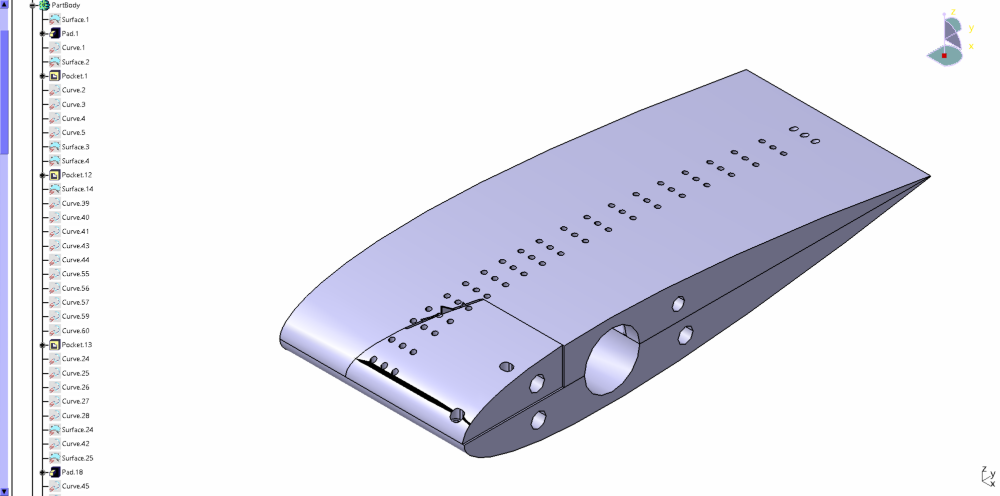 PartBody
Surface.1
Pad.1
Curve.1
Surface.2
Pocket.1
Curve.2
Curve.3
Curve.4
Curve.5
Surface.3
Surface.4
Pocket.12
Surface.14
Curve.39
Curve.40
Curve.41
Curve.43
Curve.44
Curve.55
Curve.56
Curve.57
Curve.59
Curve.60
Pocket.13
Curve.24
Curve.25
Curve.26
Curve.27
Curve.28
Surface.24
Curve.42
Surface.25
Pad.18
Curve.45
z
y
x
z
y
x